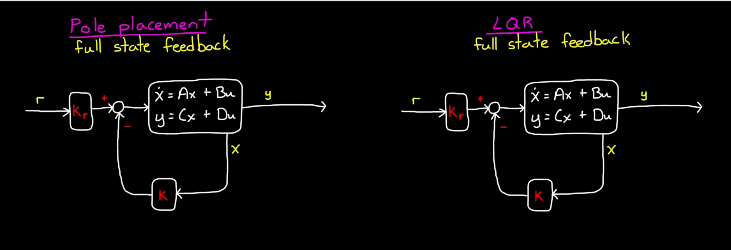 Pole placement
full state feedback
r
Kr
+
-
ẋ = Ax + Bu
y = Cx + Du
y
x
K
LQR
full state feedback
r
Kr
+
-
ẋ = Ax + Bu
y = Cx + Du
y
x
K